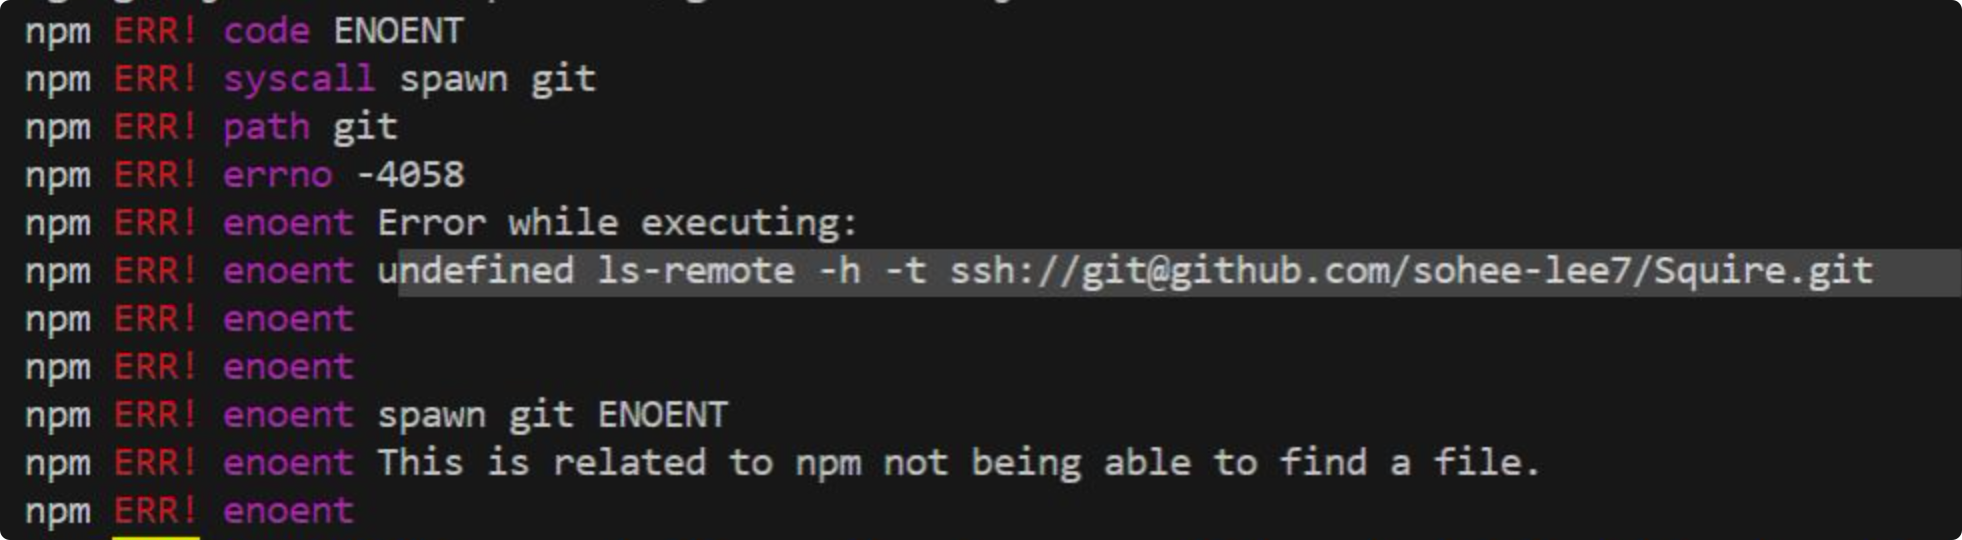 npm ERR! code ENOENT
npm ERR! syscall spawn git
npm ERR! path git
npm ERR! errno -4058
npm ERR! enoent Error while executing:
npm ERR! enoent undefined ls-remote -h -t ssh://git@github.com/sohee-lee7/Squire.git
npm ERR! enoent
npm ERR! enoent
npm ERR! enoent spawn git ENOENT
npm ERR! enoent This is related to npm not being able to find a file.
npm ERR! enoent